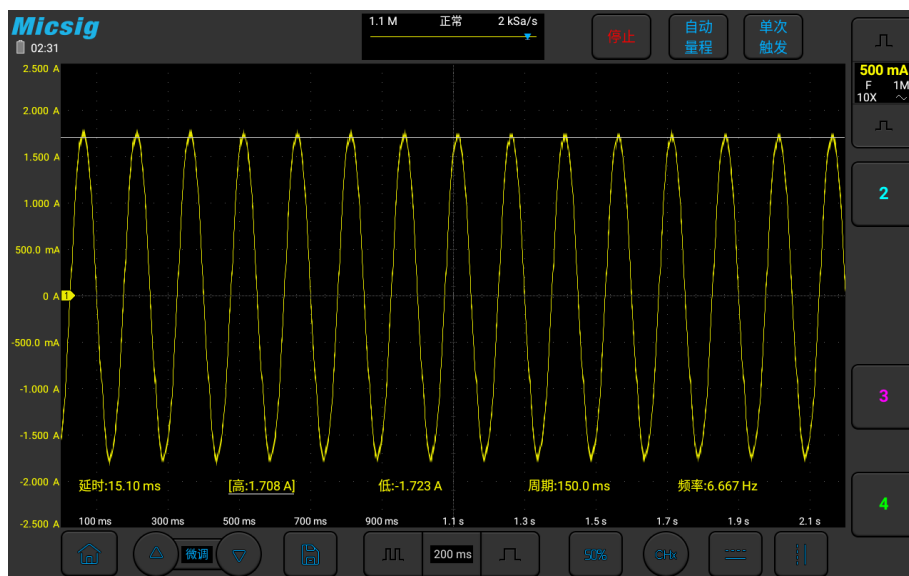 Micsig
02:31
1.1 M 正常 2 kSa/s
停止
自动
量程
单次
触发
500 mA
F 1M
10X
2.500 A
2.000 A
1.500 A
1.000 A
500.0 mA
0 A
1
-500.0 mA
-1.000 A
-1.500 A
-2.000 A
-2.500 A
延时:15.10 ms [高:1.708 A] 低:-1.723 A 周期:150.0 ms 频率:6.667 Hz
100 ms 300 ms 500 ms 700 ms 900 ms 1.1 s 1.3 s 1.5 s 1.7 s 1.9 s 2.1 s
2
3
4
微调
200 ms
50%
CHx